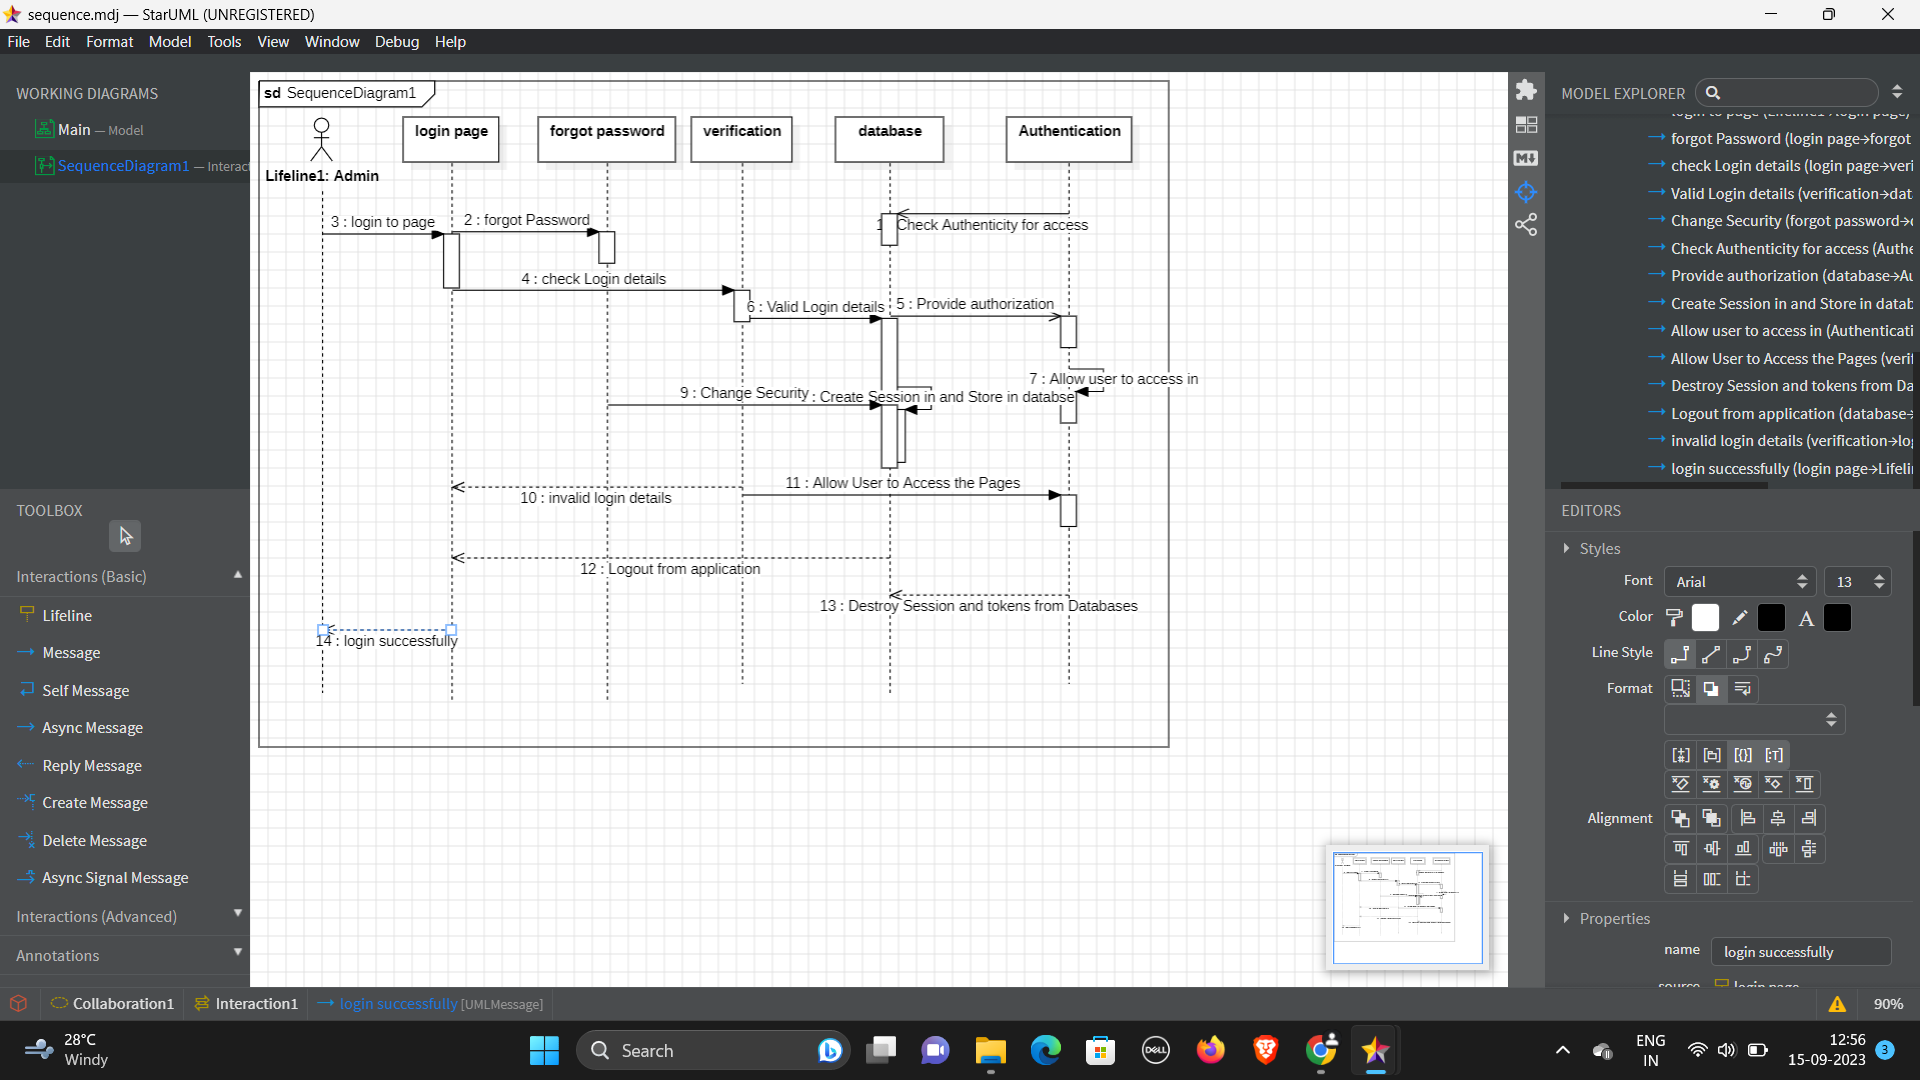 sequence.mdj — StarUML (UNREGISTERED)
File Edit Format Model Tools View Window Debug Help
WORKING DIAGRAMS
Main — Model
SequenceDiagram1 — Interact
TOOLBOX
Interactions (Basic)
Lifeline
Message
Self Message
Async Message
Reply Message
Create Message
Delete Message
Async Signal Message
Interactions (Advanced)
Annotations
sd SequenceDiagram1
login page
forgot password
verification
database
Authentication
Lifeline1: Admin
3 : login to page
2 : forgot Password
Check Authenticity for access
4 : check Login details
6 : Valid Login details
5 : Provide authorization
7 : Allow user to access in
9 : Change Security
: Create Session in and Store in databse
11 : Allow User to Access the Pages
10 : invalid login details
12 : Logout from application
13 : Destroy Session and tokens from Databases
14 : login successfully
MODEL EXPLORER
forgot Password (login page→forgot
check Login details (login page→veri
Valid Login details (verification→dat
Change Security (forgot password→
Check Authenticity for access (Authe
Provide authorization (database→Au
Create Session in and Store in datab
Allow user to access in (Authenticati
Allow User to Access the Pages (verif
Destroy Session and tokens from Da
Logout from application (database→
invalid login details (verification→log
login successfully (login page→Lifeli
EDITORS
Styles
Font Arial 13
Color A
Line Style
Format
Alignment
Properties
name login successfully
Collaboration1 Interaction1 login successfully [UMLMessage]
90%
28°C
Windy
Search
DELL
ENG
IN
12:56
15-09-2023
3